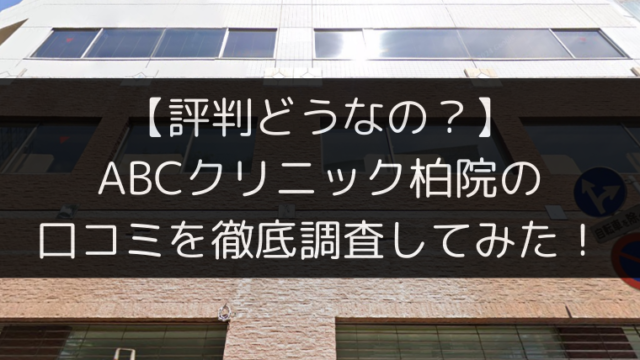 【評判どうなの？】
ABCクリニック柏院の
口コミを徹底調査してみた！